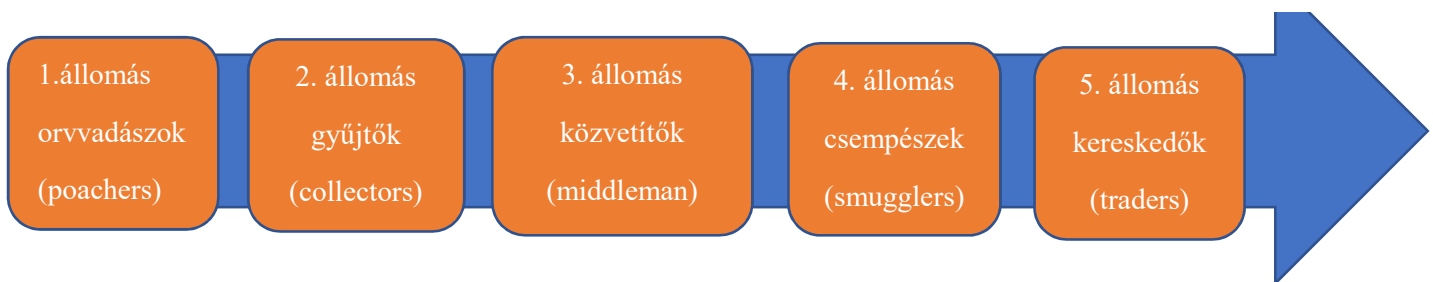 1.állomás
orvvadászok
(poachers)
2. állomás
gyűjtők
(collectors)
3. állomás
közvetítők
(middleman)
4. állomás
csempészek
(smugglers)
5. állomás
kereskedők
(traders)